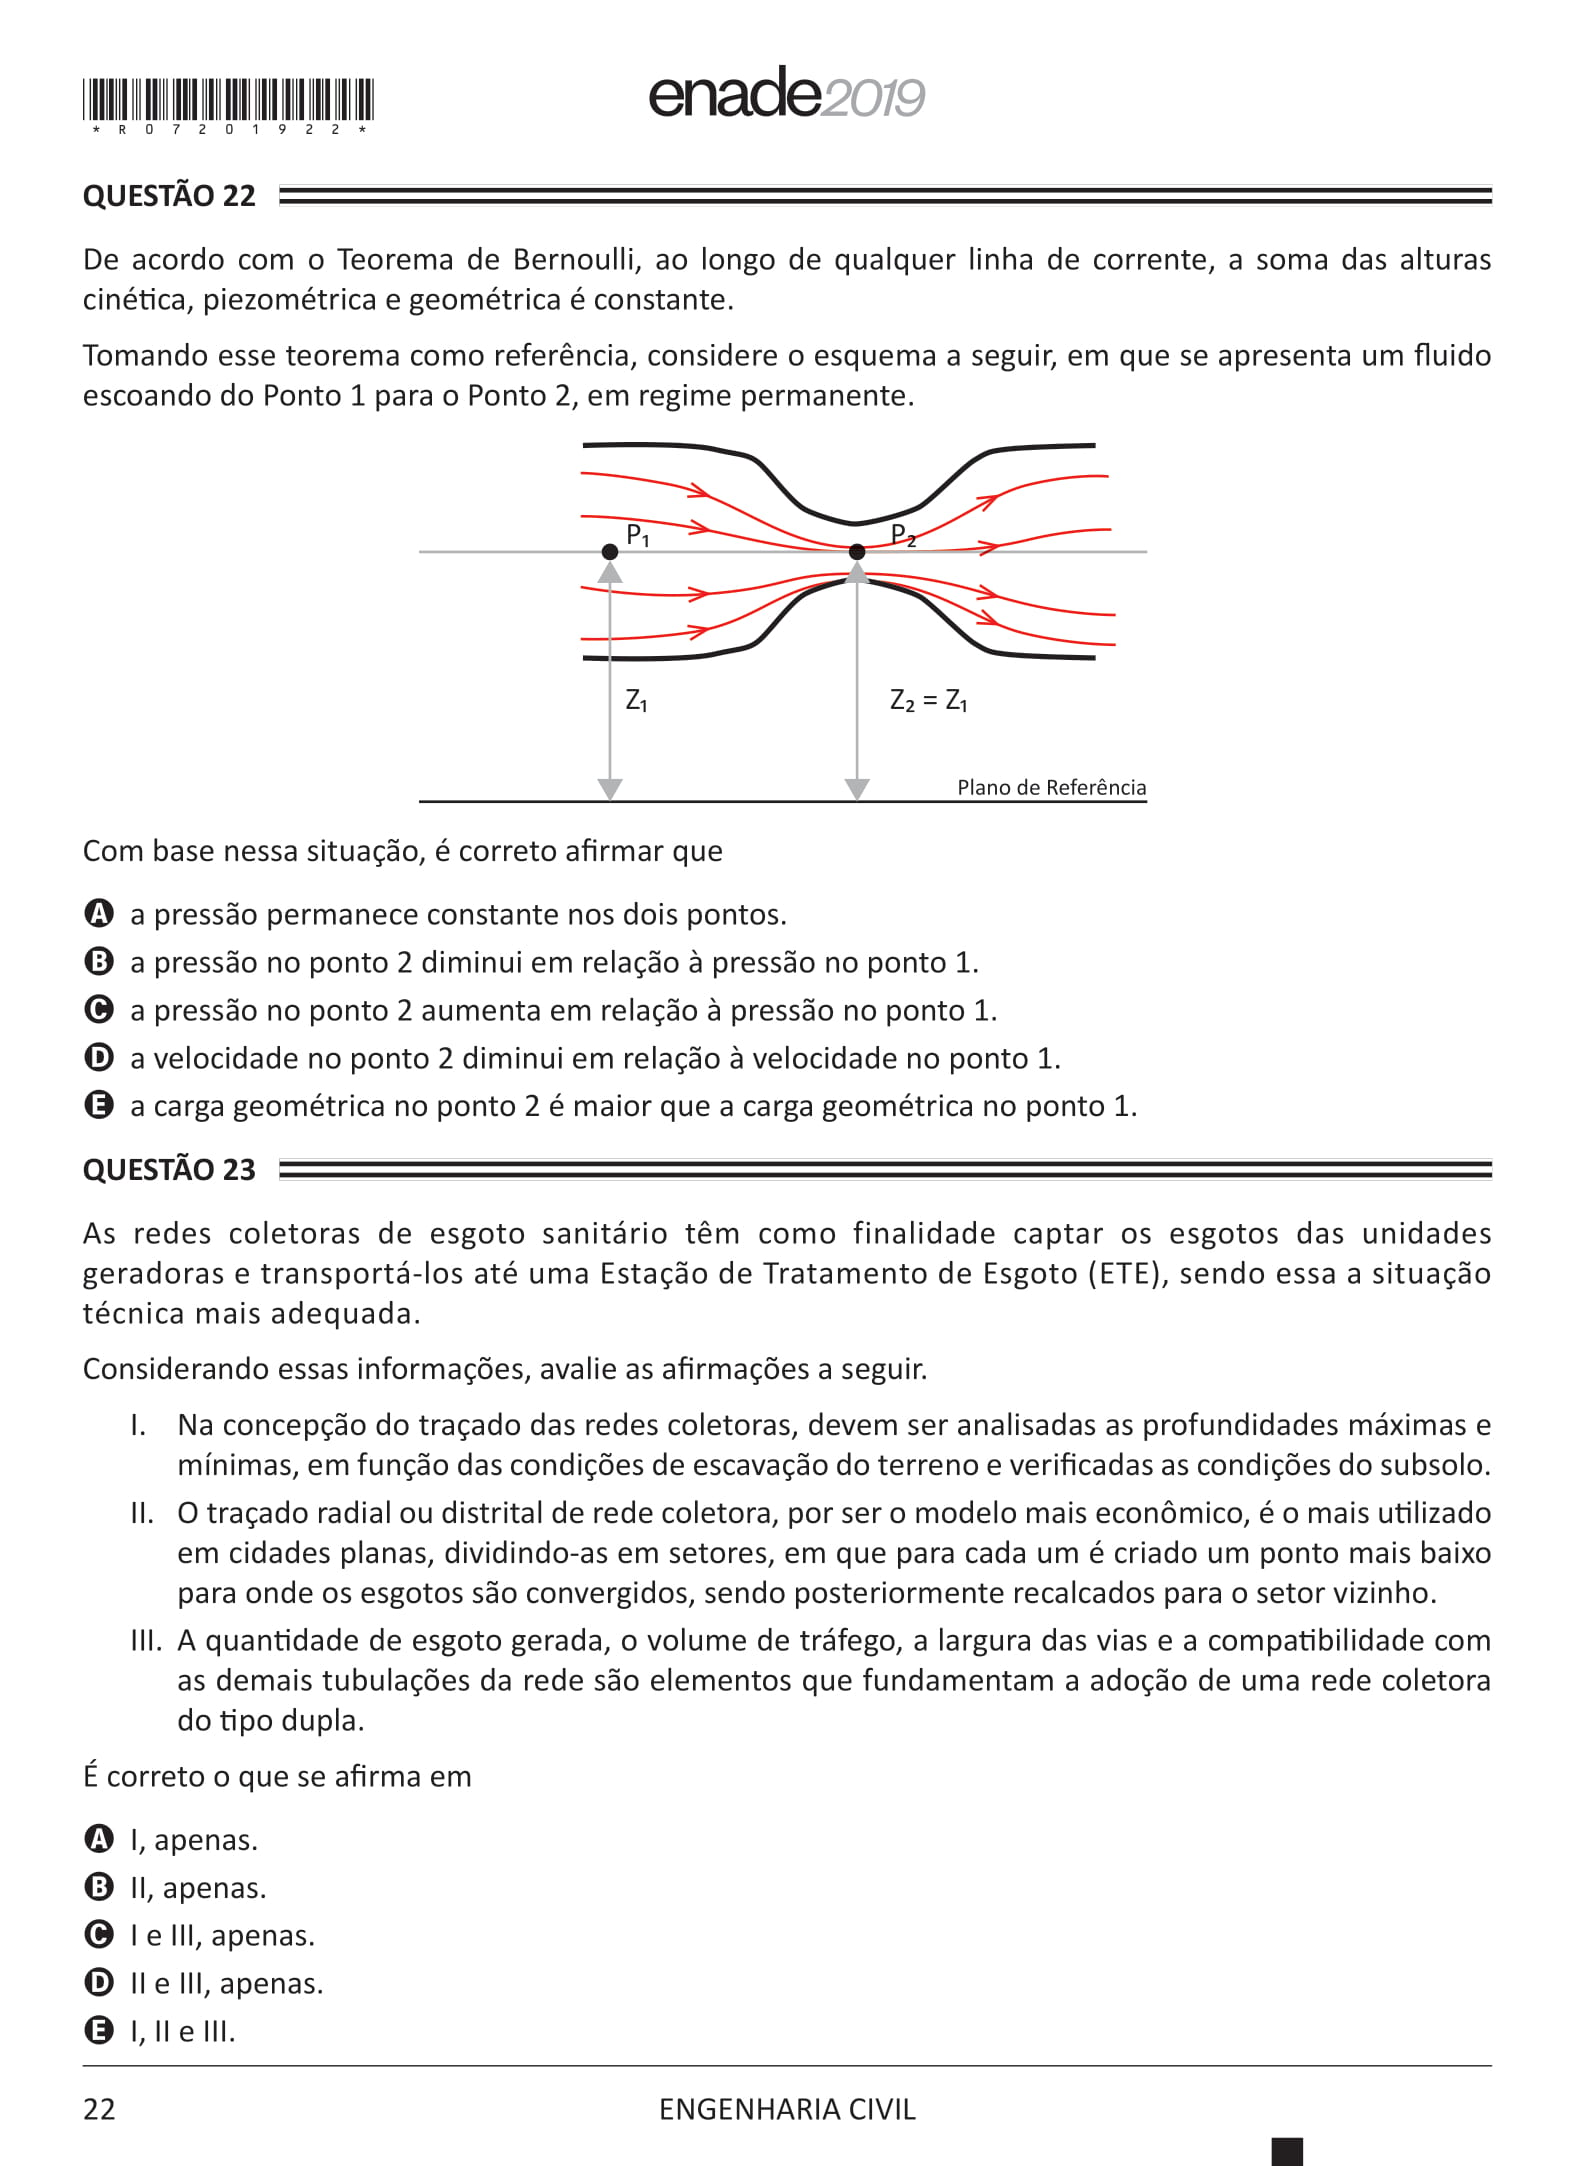 *R07201922*
enade2019
QUESTÃO 22
De acordo com o Teorema de Bernoulli, ao longo de qualquer linha de corrente, a soma das alturas
cinética, piezométrica e geométrica é constante.
Tomando esse teorema como referência, considere o esquema a seguir, em que se apresenta um fluido
escoando do Ponto 1 para o Ponto 2, em regime permanente.
P₁
P₂
Z₁
Z₂ = Z₁
Plano de Referência
Com base nessa situação, é correto afirmar que
A a pressão permanece constante nos dois pontos.
B a pressão no ponto 2 diminui em relação à pressão no ponto 1.
C a pressão no ponto 2 aumenta em relação à pressão no ponto 1.
D a velocidade no ponto 2 diminui em relação à velocidade no ponto 1.
E a carga geométrica no ponto 2 é maior que a carga geométrica no ponto 1.
QUESTÃO 23
As redes coletoras de esgoto sanitário têm como finalidade captar os esgotos das unidades
geradoras e transportá-los até uma Estação de Tratamento de Esgoto (ETE), sendo essa a situação
técnica mais adequada.
Considerando essas informações, avalie as afirmações a seguir.
I. Na concepção do traçado das redes coletoras, devem ser analisadas as profundidades máximas e
mínimas, em função das condições de escavação do terreno e verificadas as condições do subsolo.
II. O traçado radial ou distrital de rede coletora, por ser o modelo mais econômico, é o mais utilizado
em cidades planas, dividindo-as em setores, em que para cada um é criado um ponto mais baixo
para onde os esgotos são convergidos, sendo posteriormente recalcados para o setor vizinho.
III. A quantidade de esgoto gerada, o volume de tráfego, a largura das vias e a compatibilidade com
as demais tubulações da rede são elementos que fundamentam a adoção de uma rede coletora
do tipo dupla.
É correto o que se afirma em
A I, apenas.
B II, apenas.
C I e III, apenas.
D II e III, apenas.
E I, II e III.
22
ENGENHARIA CIVIL